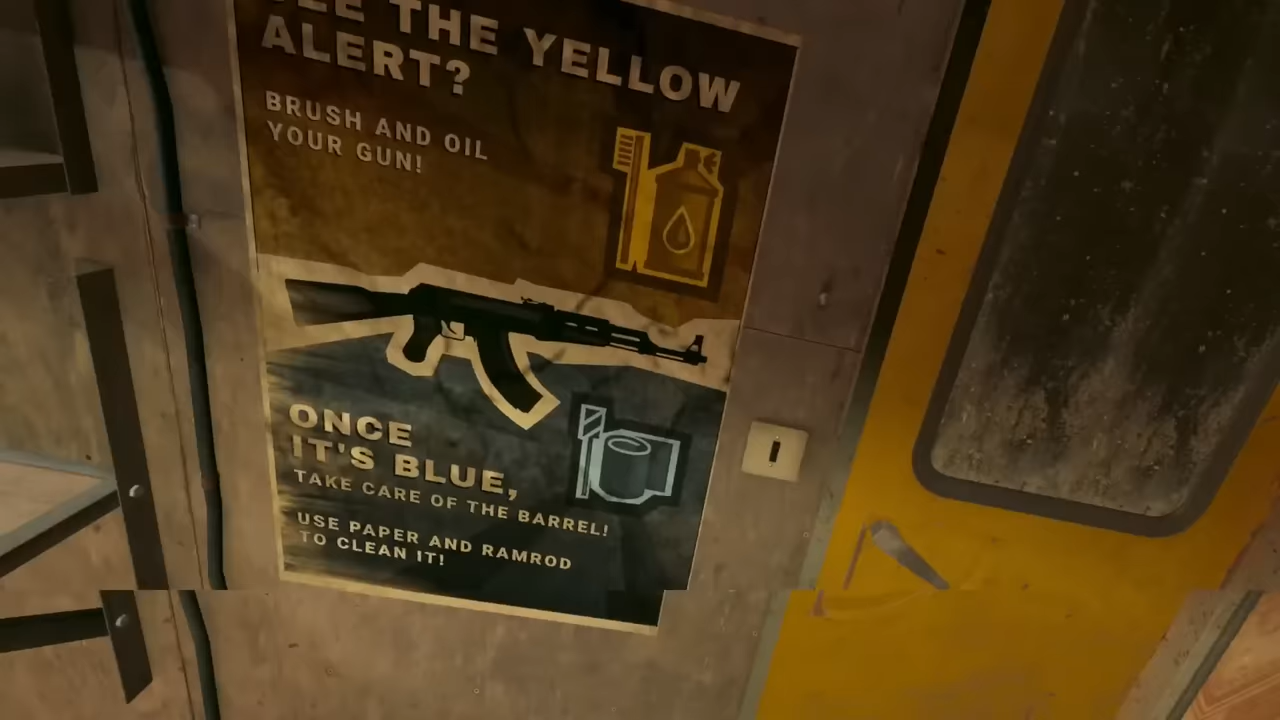 THE YELLOW
ALERT?
BRUSH AND OIL
YOUR GUN!
ONCE
IT'S BLUE,
TAKE CARE OF THE BARREL!
USE PAPER AND RAMROD
TO CLEAN IT!